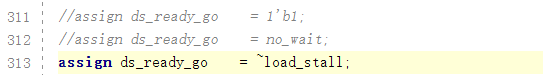 311 //assign ds_ready_go    = 1'b1;
312 //assign ds_ready_go    = no_wait;
313 assign ds_ready_go    = ~load_stall;